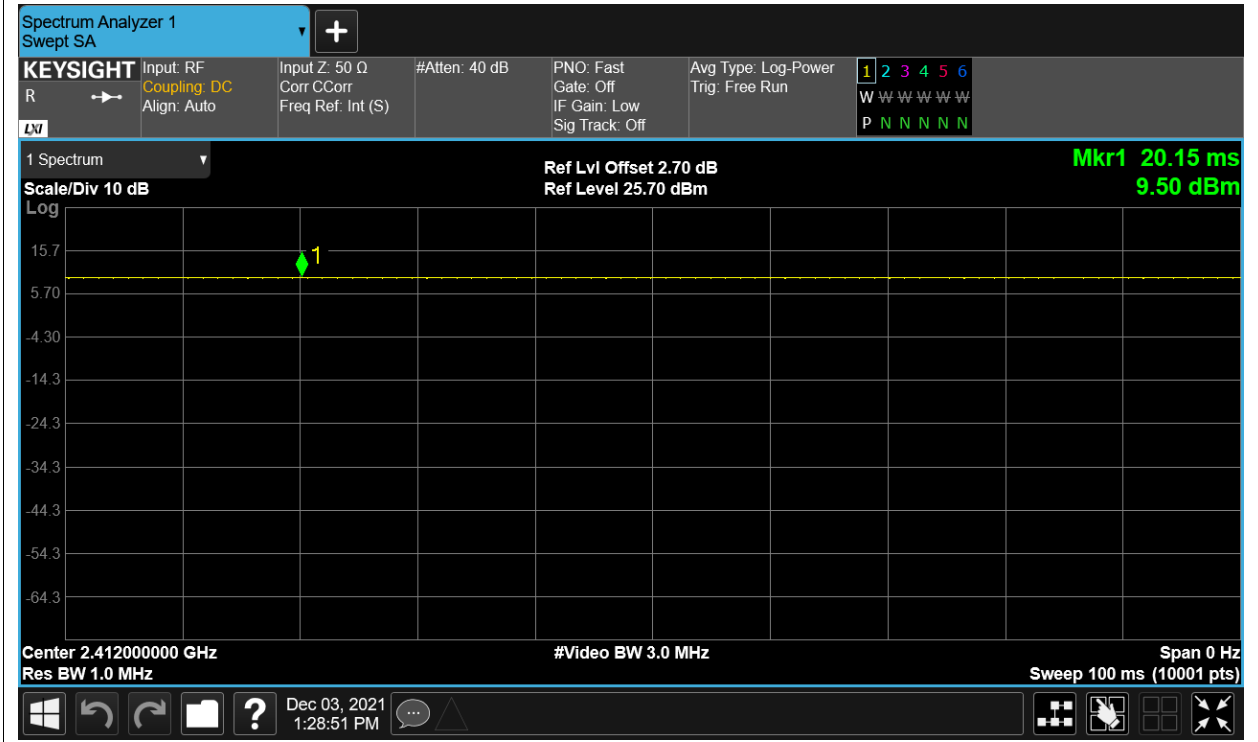 Spectrum Analyzer 1
Swept SA
▼
+
KEYSIGHT
R
LXI
Input: RF
Coupling: DC
Align: Auto
Input Z: 50 Ω
Corr CCorr
Freq Ref: Int (S)
#Atten: 40 dB
PNO: Fast
Gate: Off
IF Gain: Low
Sig Track: Off
Avg Type: Log-Power
Trig: Free Run
1 2 3 4 5 6
W W W W W W
P N N N N N
1 Spectrum ▼
Scale/Div 10 dB
Log
Ref Lvl Offset 2.70 dB
Ref Level 25.70 dBm
Mkr1 20.15 ms
9.50 dBm
1
15.7
5.70
-4.30
-14.3
-24.3
-34.3
-44.3
-54.3
-64.3
Center 2.412000000 GHz
Res BW 1.0 MHz
#Video BW 3.0 MHz
Span 0 Hz
Sweep 100 ms (10001 pts)
?
Dec 03, 2021
1:28:51 PM